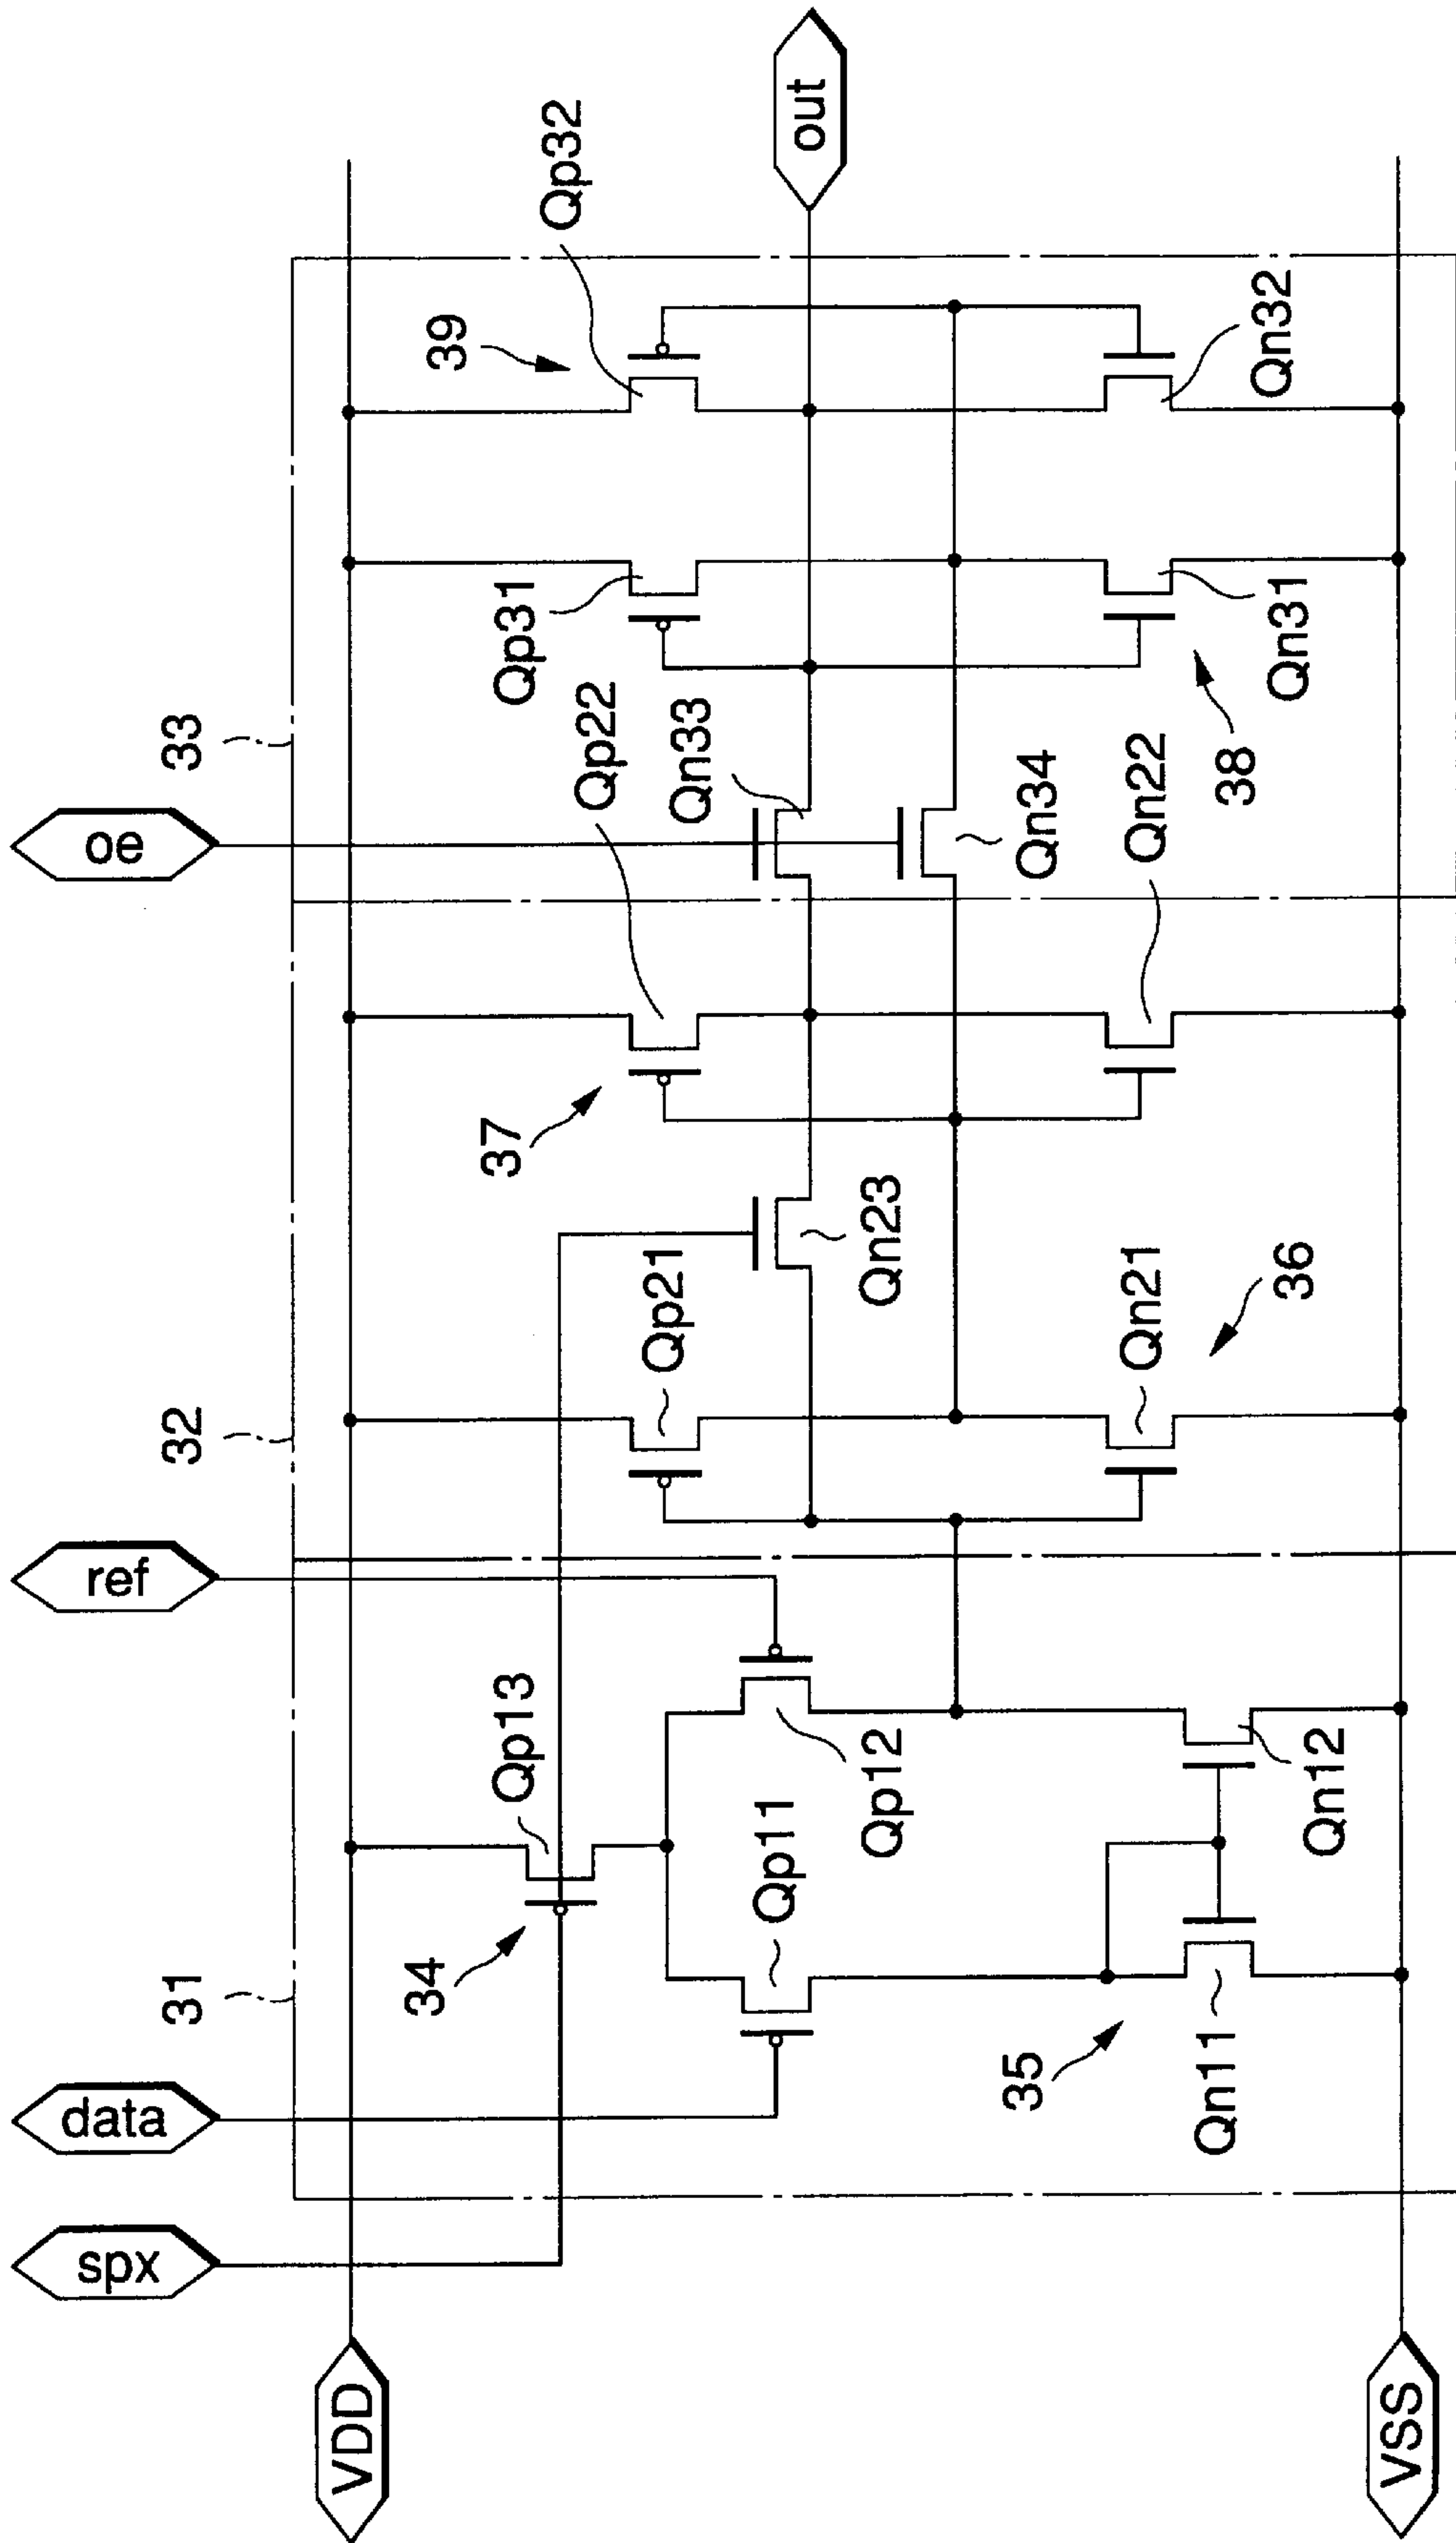 spx
data
ref
oe
31
32
33
VDD
34
Qp13
37
Qp31
39
Qp32
Qp21
Qp22
Qn33
Qp11
Qp12
Qn23
out
35
Qn34
Qn21
Qn22
Qn11
Qn12
36
38
Qn31
Qn32
VSS